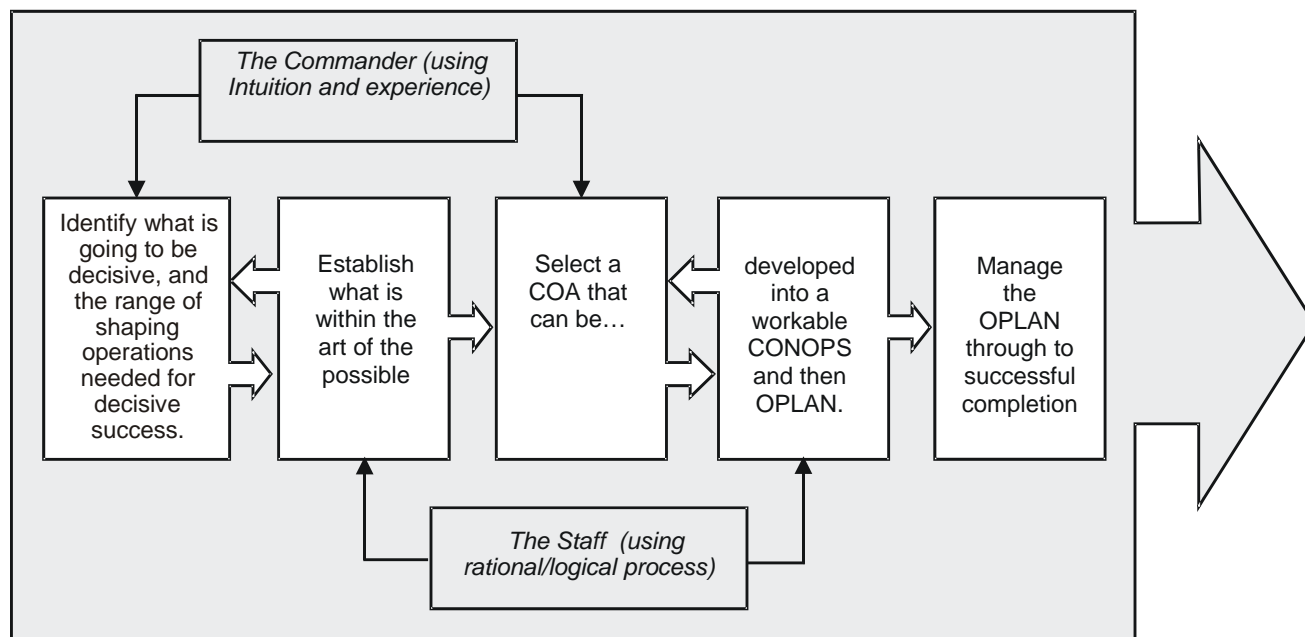 The Commander (using
Intuition and experience)
Identify what is
going to be
decisive, and
the range of
shaping
operations
needed for
decisive
success.
Establish
what is
within the
art of the
possible
Select a
COA that
can be…
developed
into a
workable
CONOPS
and then
OPLAN.
Manage
the
OPLAN
through to
successful
completion
The Staff  (using
rational/logical process)